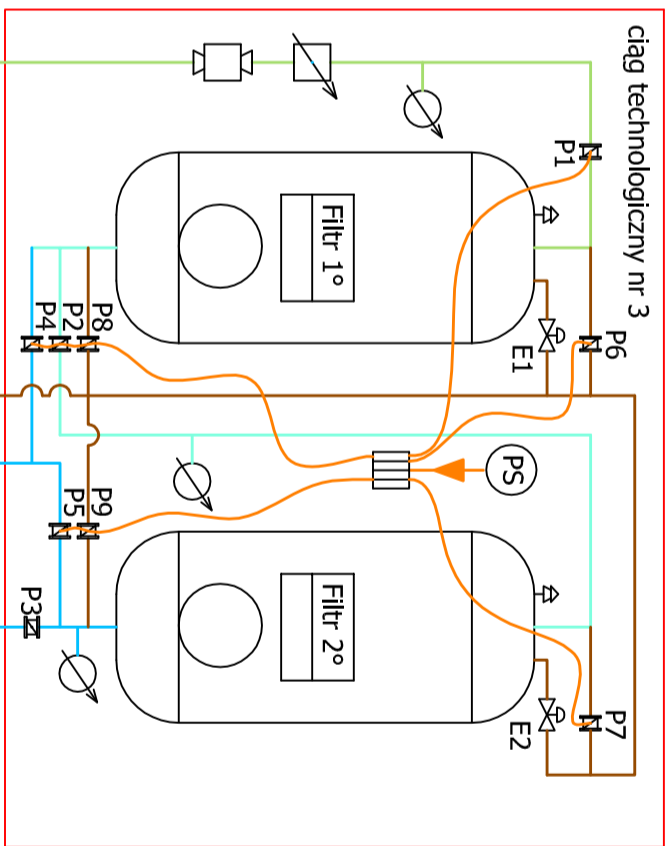 ciąg technologiczny nr 3
P1
P6
P7
E1
E2
Filtr 1°
Filtr 2°
PS
P8
P2
P4
P9
P5
P3